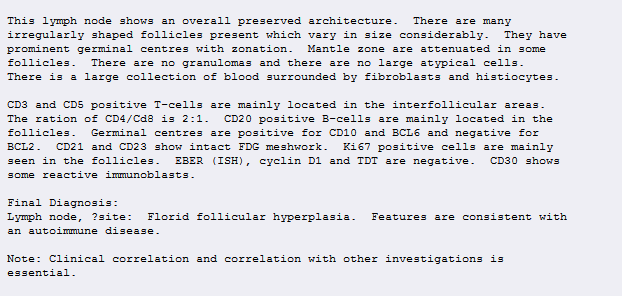 This lymph node shows an overall preserved architecture.  There are many
irregularly shaped follicles present which vary in size considerably.  They have
prominent germinal centres with zonation.  Mantle zone are attenuated in some
follicles.  There are no granulomas and there are no large atypical cells.
There is a large collection of blood surrounded by fibroblasts and histiocytes.

CD3 and CD5 positive T-cells are mainly located in the interfollicular areas.
The ration of CD4/Cd8 is 2:1.  CD20 positive B-cells are mainly located in the
follicles.  Germinal centres are positive for CD10 and BCL6 and negative for
BCL2.  CD21 and CD23 show intact FDG meshwork.  Ki67 positive cells are mainly
seen in the follicles.  EBER (ISH), cyclin D1 and TDT are negative.  CD30 shows
some reactive immunoblasts.

Final Diagnosis:
Lymph node, ?site:  Florid follicular hyperplasia.  Features are consistent with
an autoimmune disease.

Note: Clinical correlation and correlation with other investigations is
essential.